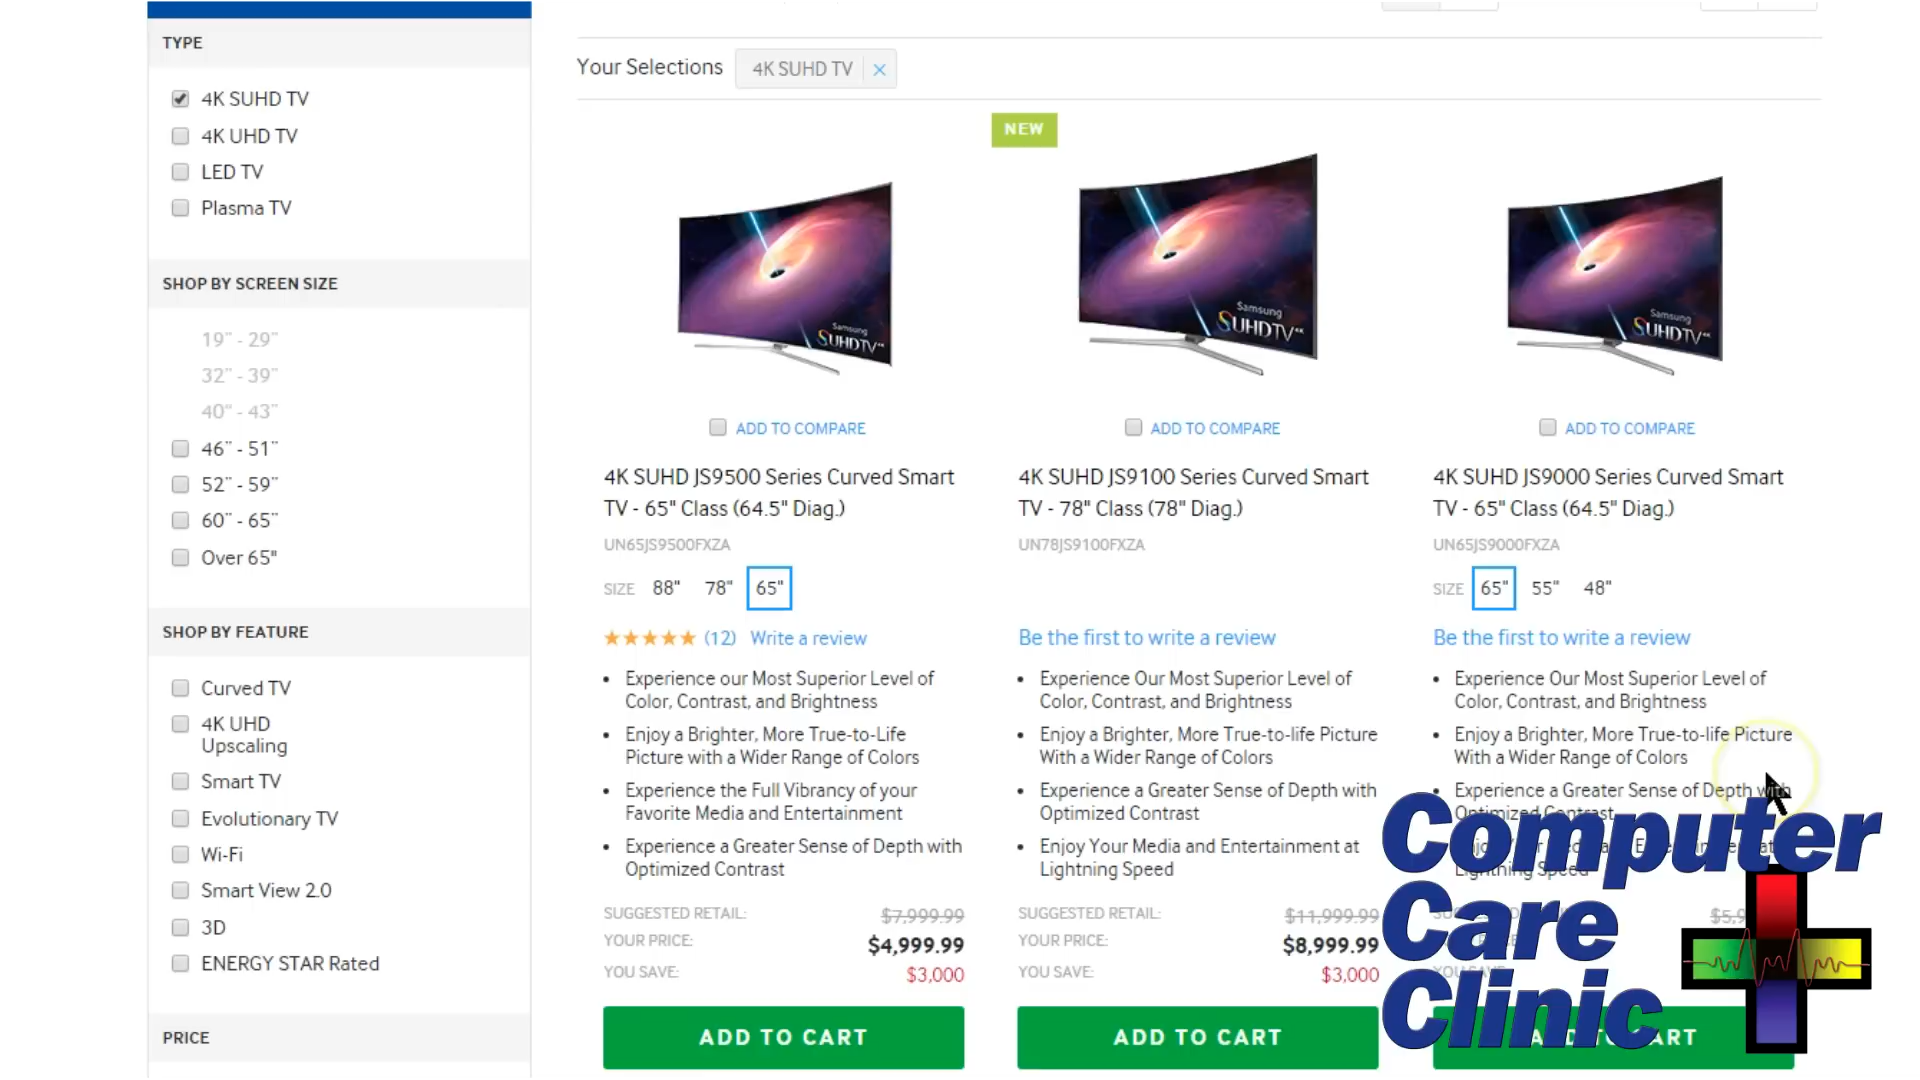 TYPE
4K SUHD TV
4K UHD TV
LED TV
Plasma TV
SHOP BY SCREEN SIZE
19" - 29"
32" - 39"
40" - 43"
46" - 51"
52" - 59"
60" - 65"
Over 65"
SHOP BY FEATURE
Curved TV
4K UHD
Upscaling
Smart TV
Evolutionary TV
Wi-Fi
Smart View 2.0
3D
ENERGY STAR Rated
PRICE
Your Selections 4K SUHD TV
Samsung
SUHDTV 4K
ADD TO COMPARE
4K SUHD JS9500 Series Curved Smart
TV - 65" Class (64.5" Diag.)
UN65JS9500FXZA
SIZE 88" 78" 65"
(12) Write a review
Experience our Most Superior Level of
Color, Contrast, and Brightness
Enjoy a Brighter, More True-to-Life
Picture with a Wider Range of Colors
Experience the Full Vibrancy of your
Favorite Media and Entertainment
Experience a Greater Sense of Depth with
Optimized Contrast
SUGGESTED RETAIL: $7,999.99
YOUR PRICE: $4,999.99
YOU SAVE: $3,000
ADD TO CART
NEW
Samsung
SUHDTV 4K
ADD TO COMPARE
4K SUHD JS9100 Series Curved Smart
TV - 78" Class (78" Diag.)
UN78JS9100FXZA
Be the first to write a review
Experience Our Most Superior Level of
Color, Contrast, and Brightness
Enjoy a Brighter, More True-to-life Picture
With a Wider Range of Colors
Experience a Greater Sense of Depth with
Optimized Contrast
Enjoy Your Media and Entertainment at
Lightning Speed
SUGGESTED RETAIL: $11,999.99
YOUR PRICE: $8,999.99
YOU SAVE: $3,000
ADD TO CART
Samsung
SUHDTV 4K
ADD TO COMPARE
4K SUHD JS9000 Series Curved Smart
TV - 65" Class (64.5" Diag.)
UN65JS9000FXZA
SIZE 65" 55" 48"
Be the first to write a review
Experience Our Most Superior Level of
Color, Contrast, and Brightness
Enjoy a Brighter, More True-to-life Picture
With a Wider Range of Colors
Experience a Greater Sense of Depth with
Optimized Contrast
Lightning Speed
YOU SAVE:
Computer
Care
Clinic